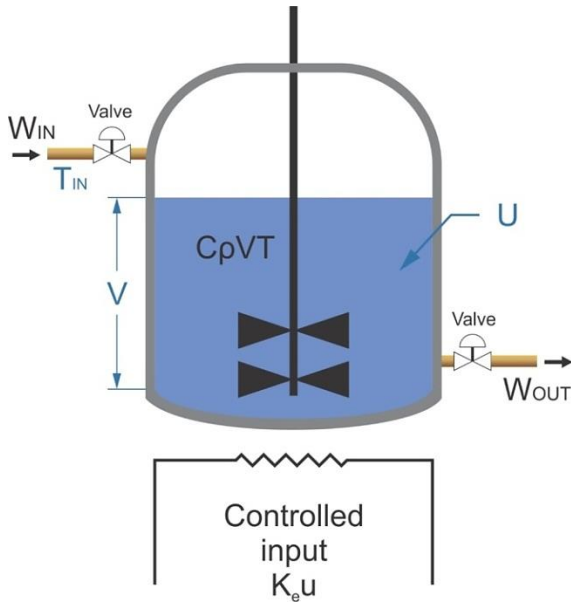 Valve
WIN
TIN
CρVT
U
V
Valve
WOUT
Controlled
input
Keu